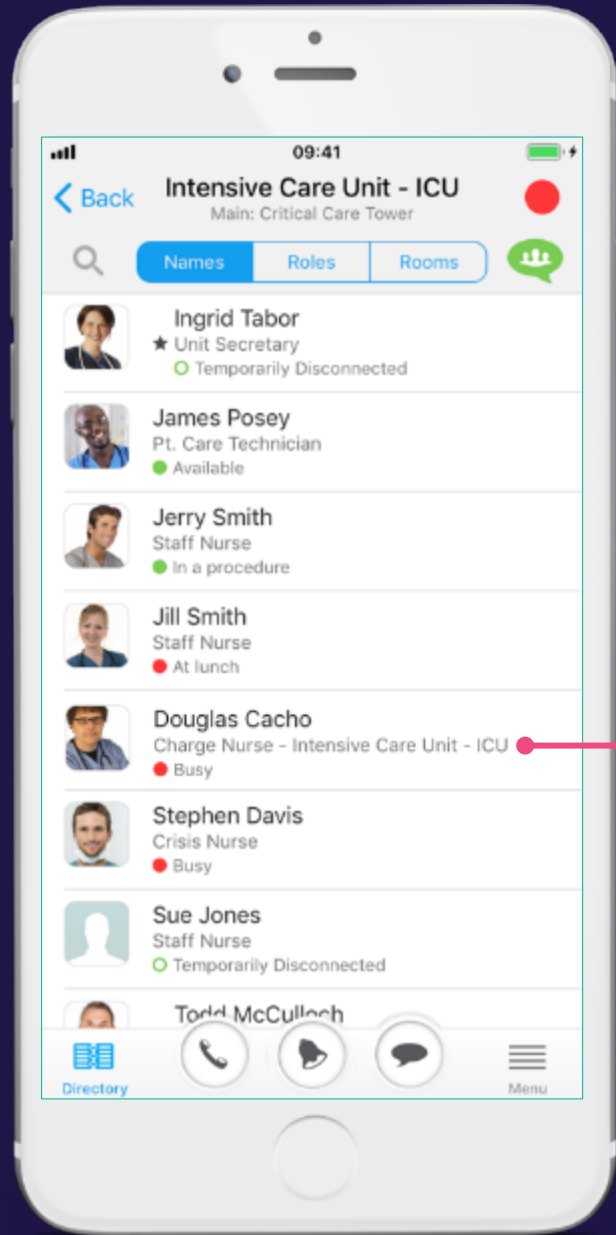 09:41
Back
Intensive Care Unit - ICU
Main: Critical Care Tower
Names Roles Rooms
Ingrid Tabor
Unit Secretary
Temporarily Disconnected
James Posey
Pt. Care Technician
Available
Jerry Smith
Staff Nurse
In a procedure
Jill Smith
Staff Nurse
At lunch
Douglas Cacho
Charge Nurse - Intensive Care Unit - ICU
Busy
Stephen Davis
Crisis Nurse
Busy
Sue Jones
Staff Nurse
Temporarily Disconnected
Todd McCulloch
Directory
Menu